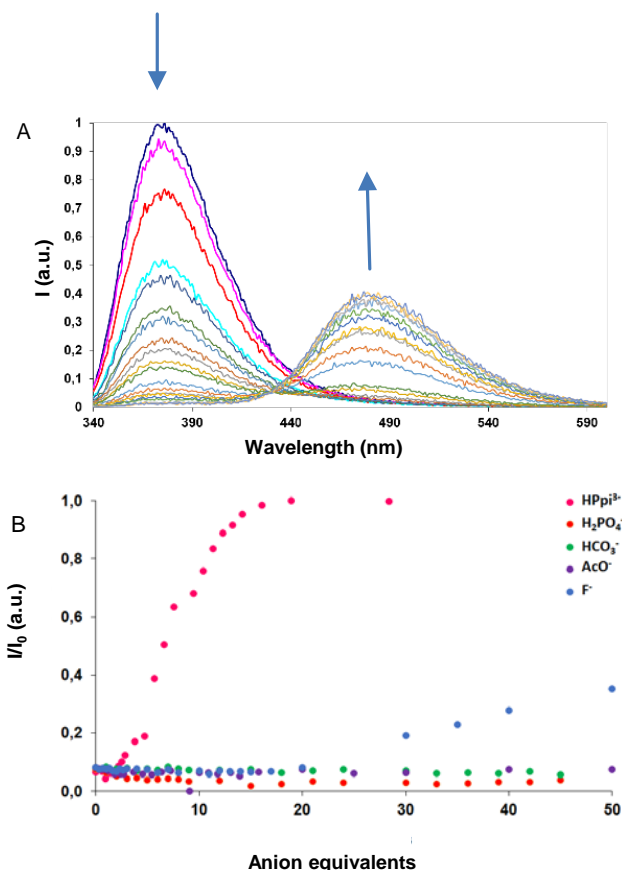 A
I (a.u.)
1
0,9
0,8
0,7
0,6
0,5
0,4
0,3
0,2
0,1
0
340 390 440 490 540 590
Wavelength (nm)
B
I/I₀ (a.u.)
1,0
0,8
0,6
0,4
0,2
0,0
HPpi³⁻
H₂PO₄⁻
HCO₃⁻
AcO⁻
F⁻
0 10 20 30 40 50
Anion equivalents